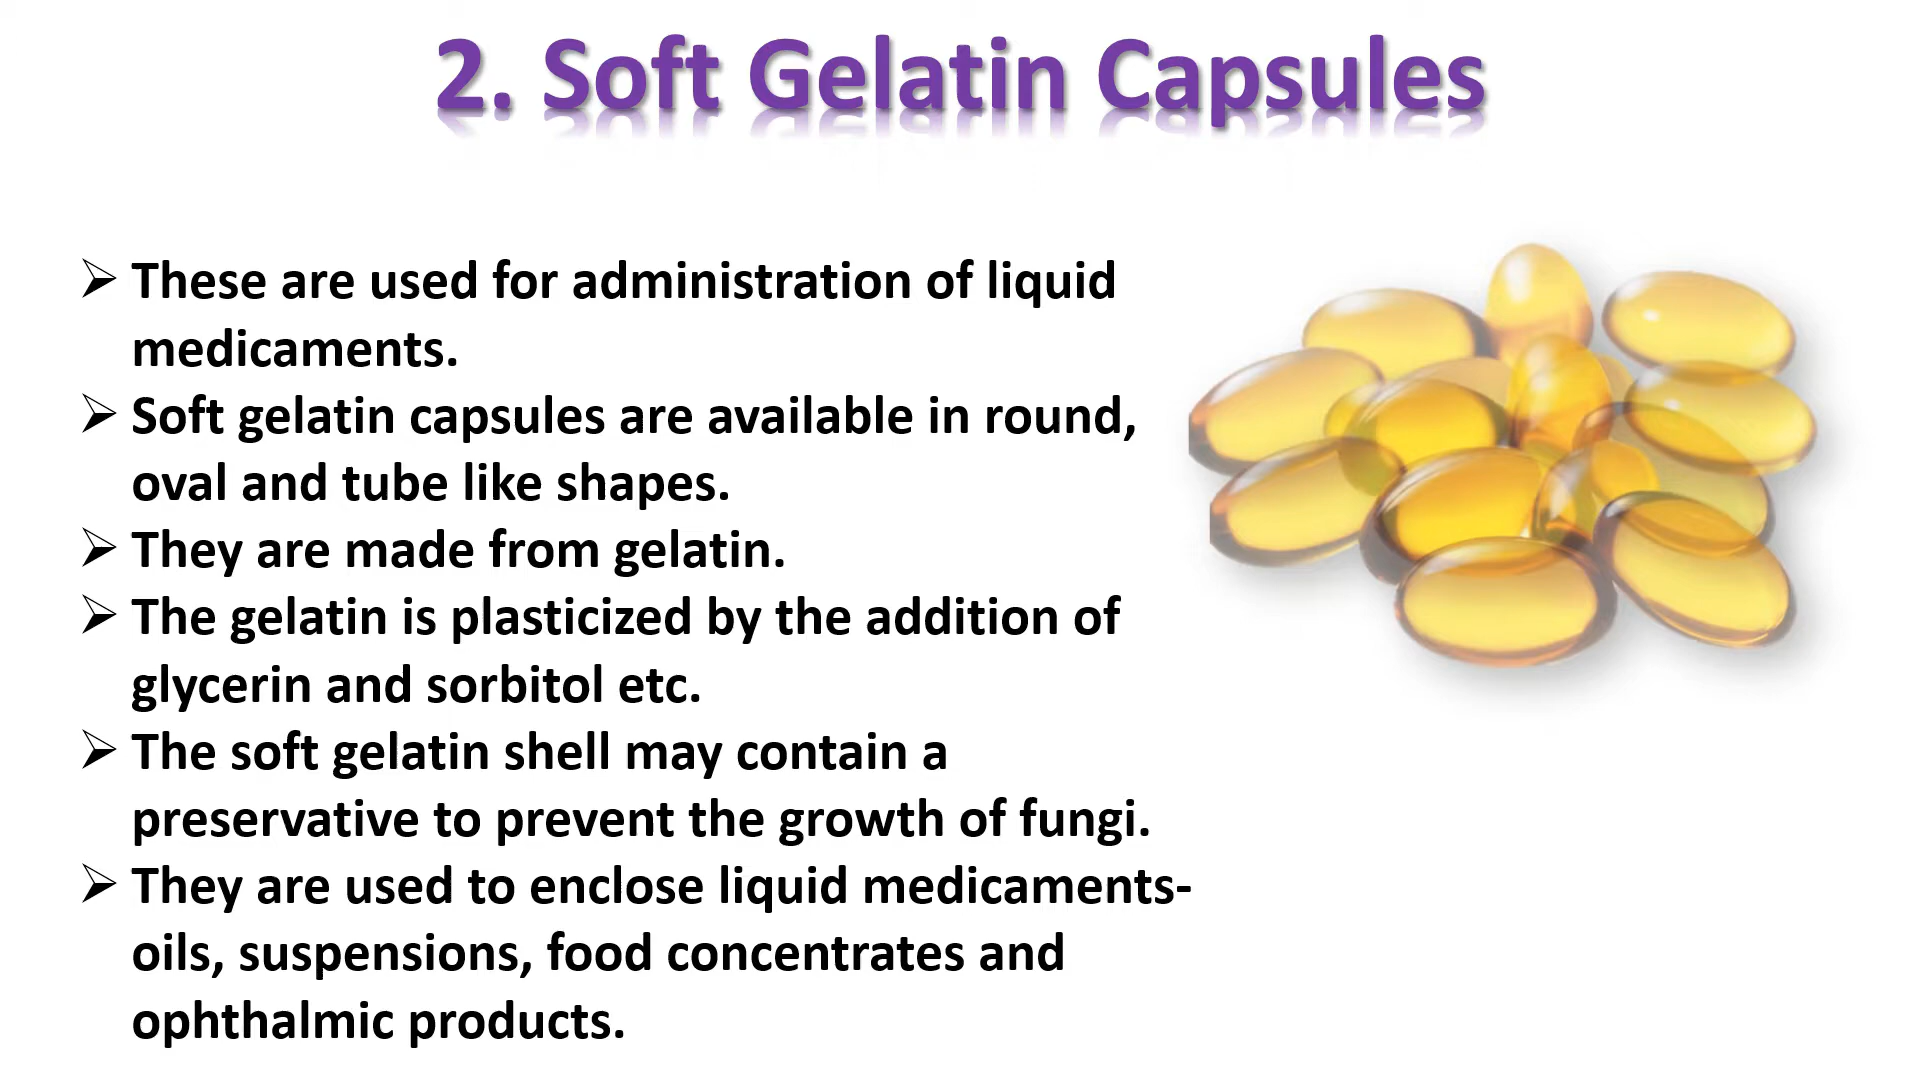 2. Soft Gelatin Capsules
➢ These are used for administration of liquid
medicaments.
➢ Soft gelatin capsules are available in round,
oval and tube like shapes.
➢ They are made from gelatin.
➢ The gelatin is plasticized by the addition of
glycerin and sorbitol etc.
➢ The soft gelatin shell may contain a
preservative to prevent the growth of fungi.
➢ They are used to enclose liquid medicaments-
oils, suspensions, food concentrates and
ophthalmic products.